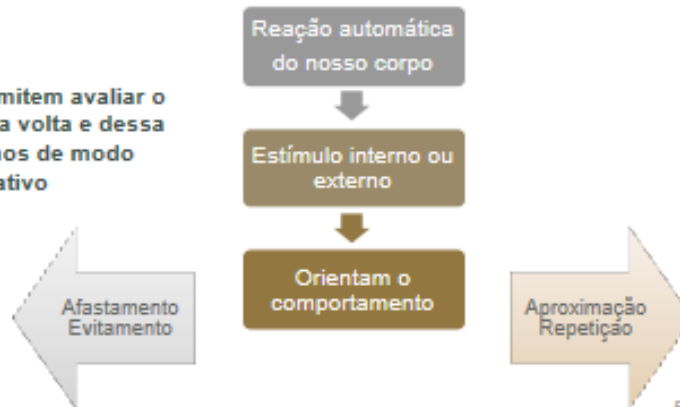 Reação automática
do nosso corpo
mitem avaliar o
a volta e dessa
nos de modo
ativo
Estímulo interno ou
externo
Orientam o
comportamento
Afastamento
Evitamento
Aproximação
Repetição